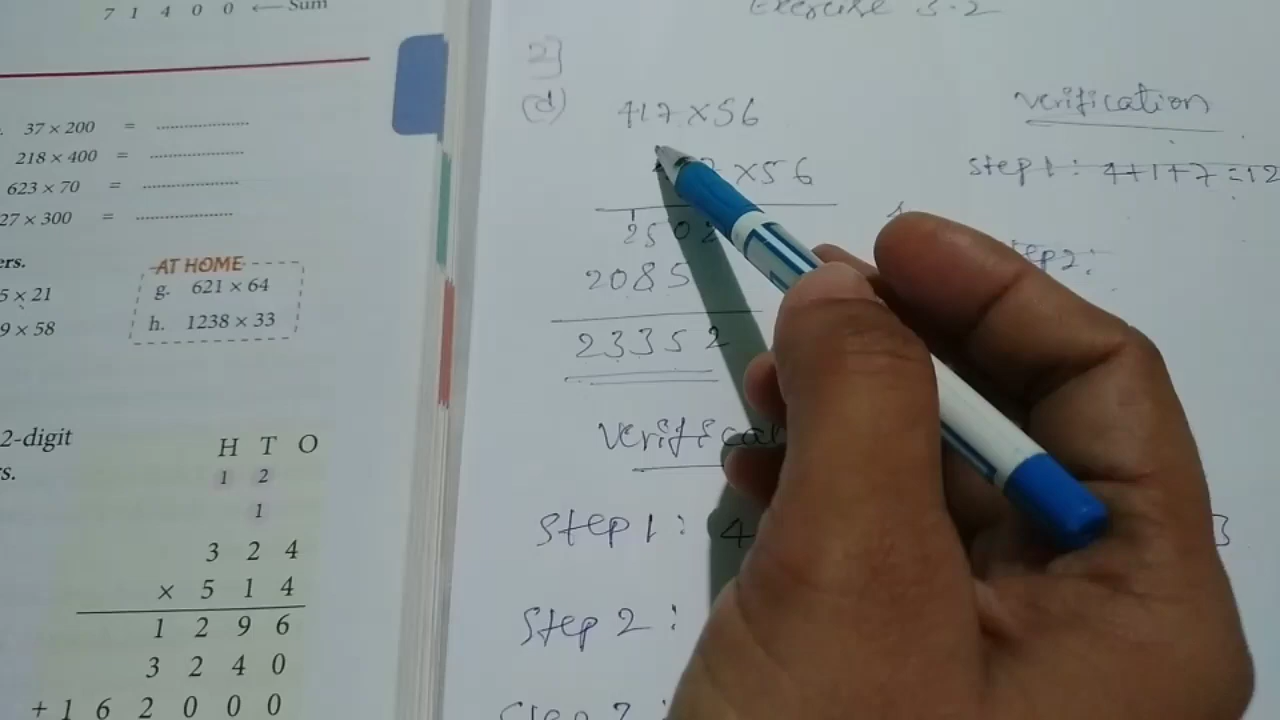 7 1 4 0 0 ← Sum
37 × 200 = ....................
218 × 400 = ....................
623 × 70 = ....................
27 × 300 = ....................
ers.
5 × 21
9 × 58
AT HOME
g. 621 × 64
h. 1238 × 33
2-digit
s.
H T O
1 2
1
3 2 4
× 5 1 4
1 2 9 6
3 2 4 0
+ 1 6 2 0 0 0
Exercise 3.2
2]
(d) 417 × 56
× 56
2502
2085
23352
Verification
step 1 : 4+1+7 = 12
step 2 :
Step 1 : 4
Step 2 :